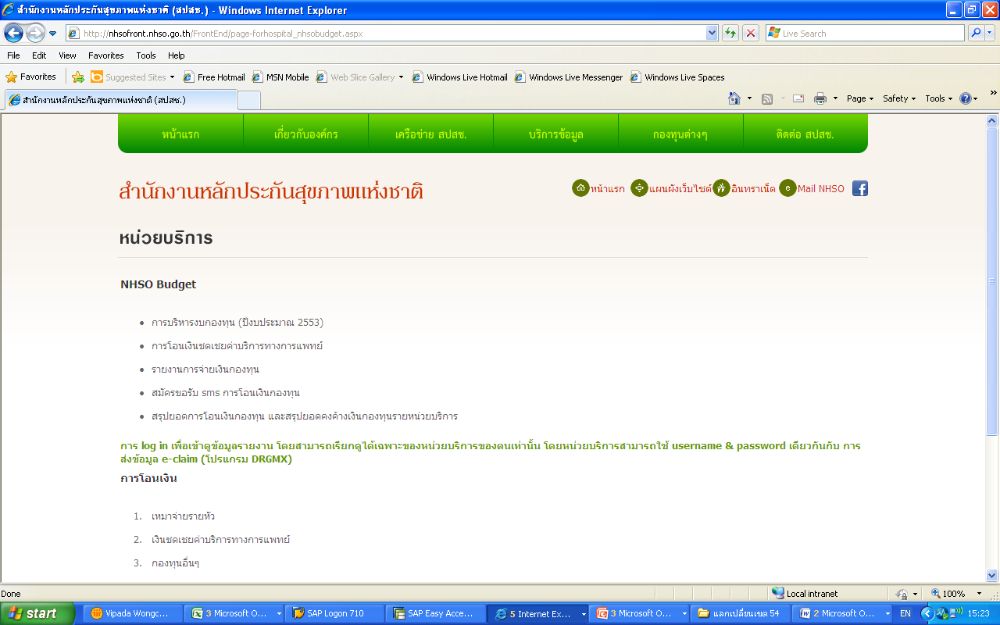 สำนักงานหลักประกันสุขภาพแห่งชาติ (สปสช.) - Windows Internet Explorer
http://nhsofront.nhso.go.th/FrontEnd/page-forhospital_nhsobudget.aspx
Live Search
File Edit View Favorites Tools Help
Favorites Suggested Sites Free Hotmail MSN Mobile Web Slice Gallery Windows Live Hotmail Windows Live Messenger Windows Live Spaces
สำนักงานหลักประกันสุขภาพแห่งชาติ (สปสช.) Page Safety Tools
หน้าแรก เกี่ยวกับองค์กร เครือข่าย สปสช. บริการข้อมูล กองทุนต่างๆ ติดต่อ สปสช.
สำนักงานหลักประกันสุขภาพแห่งชาติ หน้าแรก แผนผังเว็บไซต์ อินทราเน็ต Mail NHSO
หน่วยบริการ
NHSO Budget
• การบริหารงบกองทุน (ปีงบประมาณ 2553)
• การโอนเงินชดเชยค่าบริการทางการแพทย์
• รายงานการจ่ายเงินกองทุน
• สมัครขอรับ sms การโอนเงินกองทุน
• สรุปยอดการโอนเงินกองทุน และสรุปยอดคงค้างเงินกองทุนรายหน่วยบริการ
การ log in เพื่อเข้าดูข้อมูลรายงาน โดยสามารถเรียกดูได้เฉพาะของหน่วยบริการของตนเท่านั้น โดยหน่วยบริการสามารถใช้ username & password เดียวกันกับ การ
ส่งข้อมูล e-claim (โปรแกรม DRGMX)
การโอนเงิน
1. เหมาจ่ายรายหัว
2. เงินชดเชยค่าบริการทางการแพทย์
3. กองทุนอื่นๆ
Done Local intranet 100%
start Vipada Wongc... 3 Microsoft O... SAP Logon 710 SAP Easy Acce... 5 Internet Ex... 3 Microsoft O... แลกเปลี่ยนเขต 54 2 Microsoft O... EN 15:23